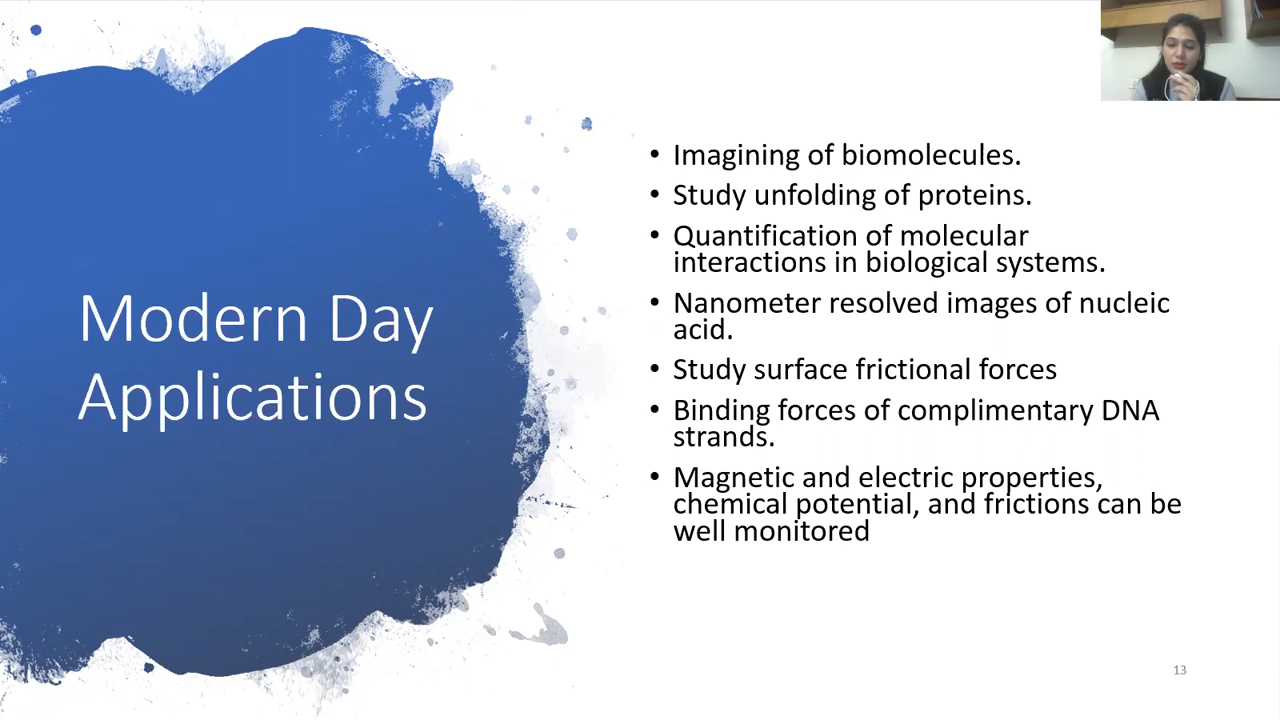 Modern Day
Applications
• Imagining of biomolecules.
• Study unfolding of proteins.
• Quantification of molecular
interactions in biological systems.
• Nanometer resolved images of nucleic
acid.
• Study surface frictional forces
• Binding forces of complimentary DNA
strands.
• Magnetic and electric properties,
chemical potential, and frictions can be
well monitored
13